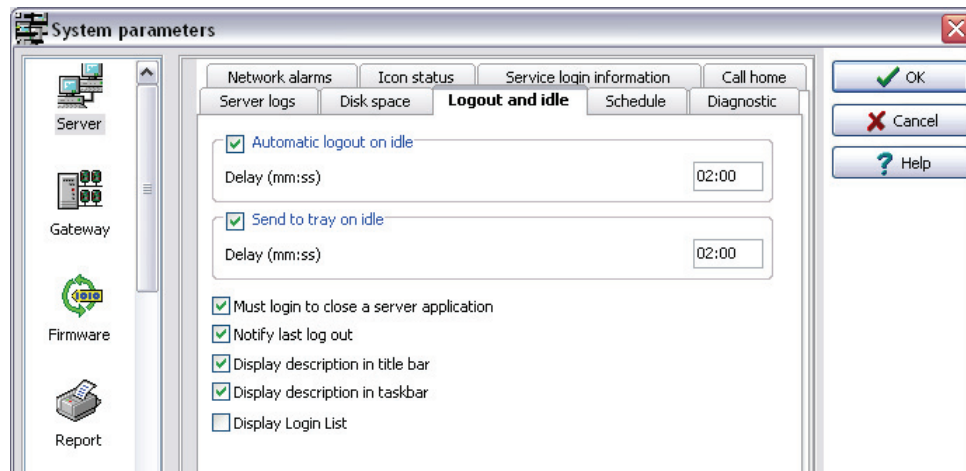 System parameters
Server
Gateway
Firmware
Report
Network alarms Icon status Service login information Call home
Server logs Disk space Logout and idle Schedule Diagnostic
Automatic logout on idle
Delay (mm:ss) 02:00
Send to tray on idle
Delay (mm:ss) 02:00
Must login to close a server application
Notify last log out
Display description in title bar
Display description in taskbar
Display Login List
OK
Cancel
Help